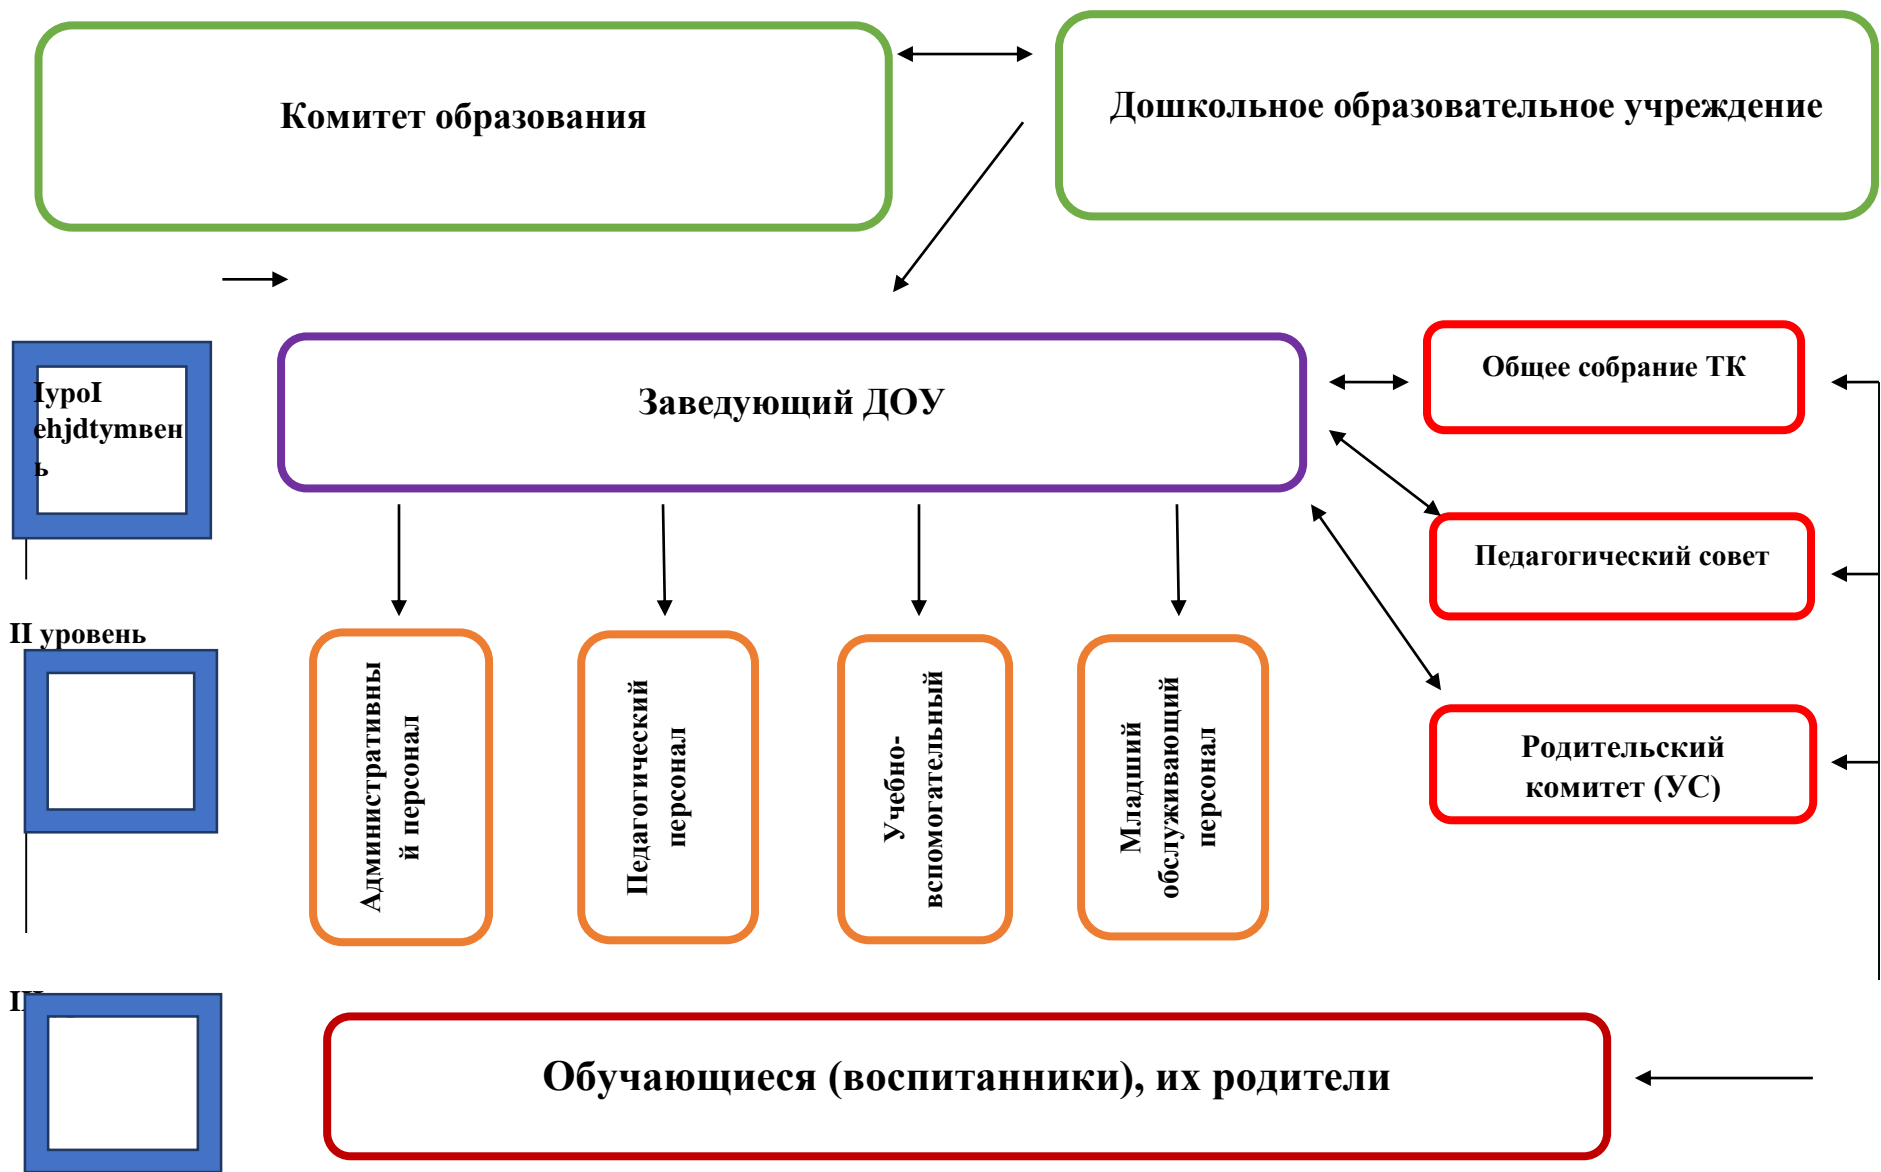 Комитет образования
Дошкольное образовательное учреждение
IуроI
ehjdtymвен
ь
Заведующий ДОУ
Общее собрание ТК
Педагогический совет
Родительский
комитет (УС)
II уровень
Административны
й персонал
Педагогический
персонал
Учебно-
вспомогательный
Младший
обслуживающий
персонал
Обучающиеся (воспитанники), их родители